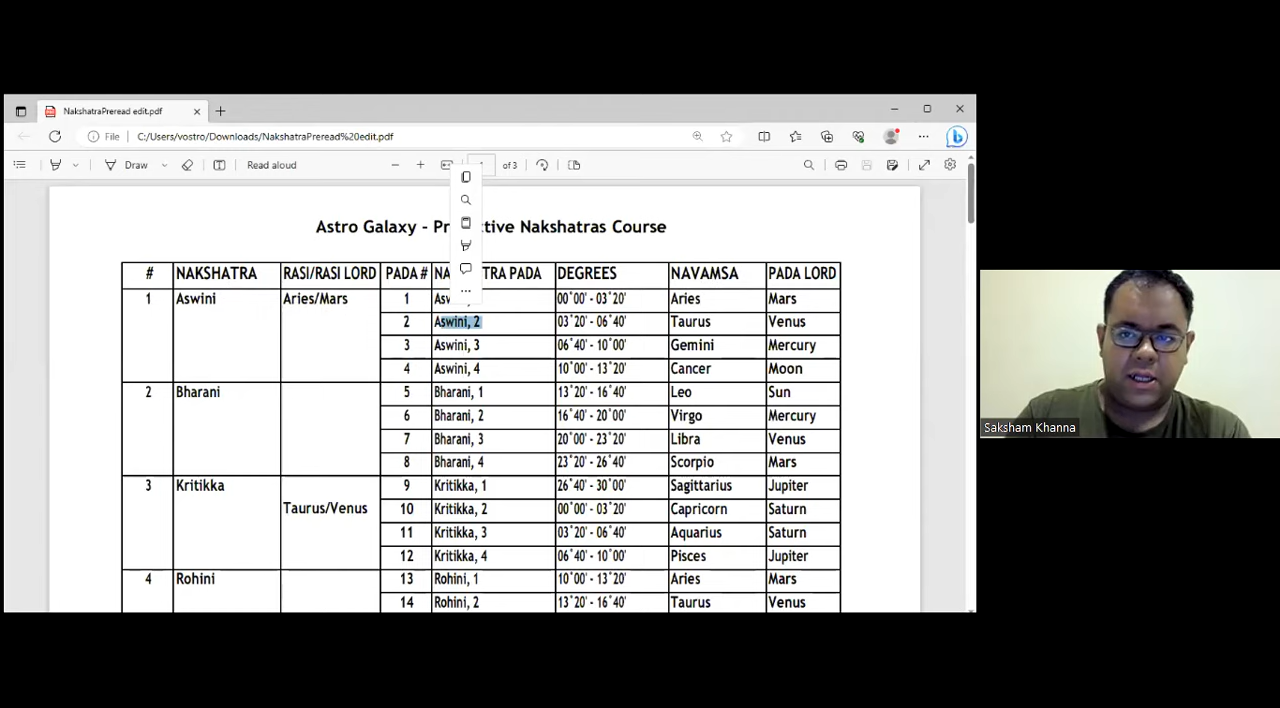 NakshatraPreread edit.pdf
File C:/Users/vostro/Downloads/NakshatraPreread%20edit.pdf
Draw Read aloud of 3
Astro Galaxy - Pr tive Nakshatras Course
# NAKSHATRA RASI/RASI LORD PADA # NA TRA PADA DEGREES NAVAMSA PADA LORD
1 Aswini Aries/Mars 1 As 00°00' - 03°20' Aries Mars
2 Aswini, 2 03°20' - 06°40' Taurus Venus
3 Aswini, 3 06°40' - 10°00' Gemini Mercury
4 Aswini, 4 10°00' - 13°20' Cancer Moon
2 Bharani 5 Bharani, 1 13°20' - 16°40' Leo Sun
6 Bharani, 2 16°40' - 20°00' Virgo Mercury
7 Bharani, 3 20°00' - 23°20' Libra Venus
8 Bharani, 4 23°20' - 26°40' Scorpio Mars
3 Kritikka 9 Kritikka, 1 26°40' - 30°00' Sagittarius Jupiter
Taurus/Venus 10 Kritikka, 2 00°00' - 03°20' Capricorn Saturn
11 Kritikka, 3 03°20' - 06°40' Aquarius Saturn
12 Kritikka, 4 06°40' - 10°00' Pisces Jupiter
4 Rohini 13 Rohini, 1 10°00' - 13°20' Aries Mars
14 Rohini, 2 13°20' - 16°40' Taurus Venus
Saksham Khanna